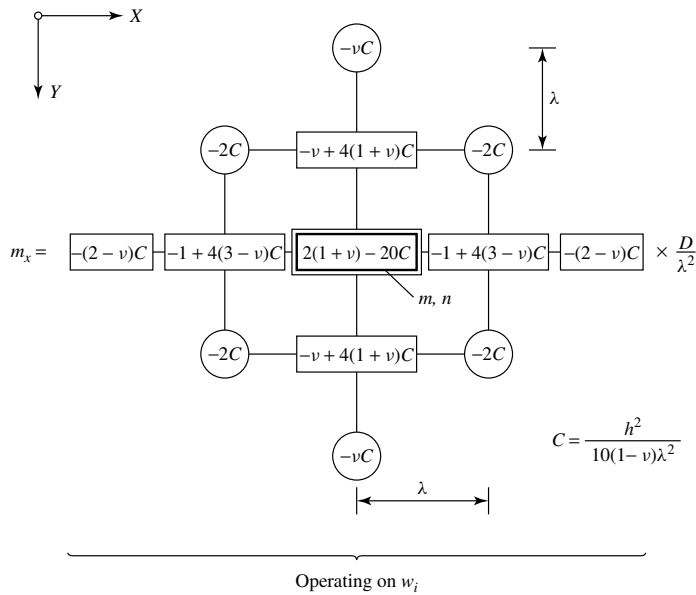 X
Y
−νC
λ
−2C −ν + 4(1 + ν)C −2C
m_x = −(2 − ν)C −1 + 4(3 − ν)C 2(1 + ν) − 20C −1 + 4(3 − ν)C −(2 − ν)C × D/λ²
m, n
−2C −ν + 4(1 + ν)C −2C
C = h²/10(1− ν)λ²
−νC
λ
Operating on w_i